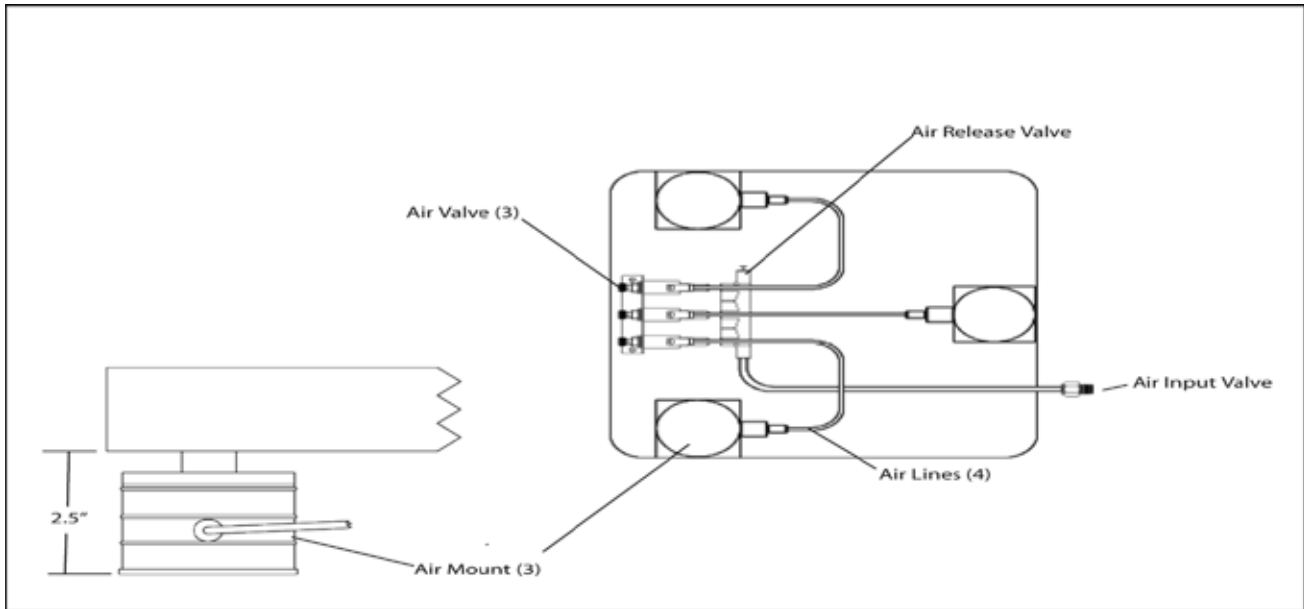 Air Release Valve
Air Valve (3)
Air Input Valve
Air Lines (4)
2.5"
Air Mount (3)